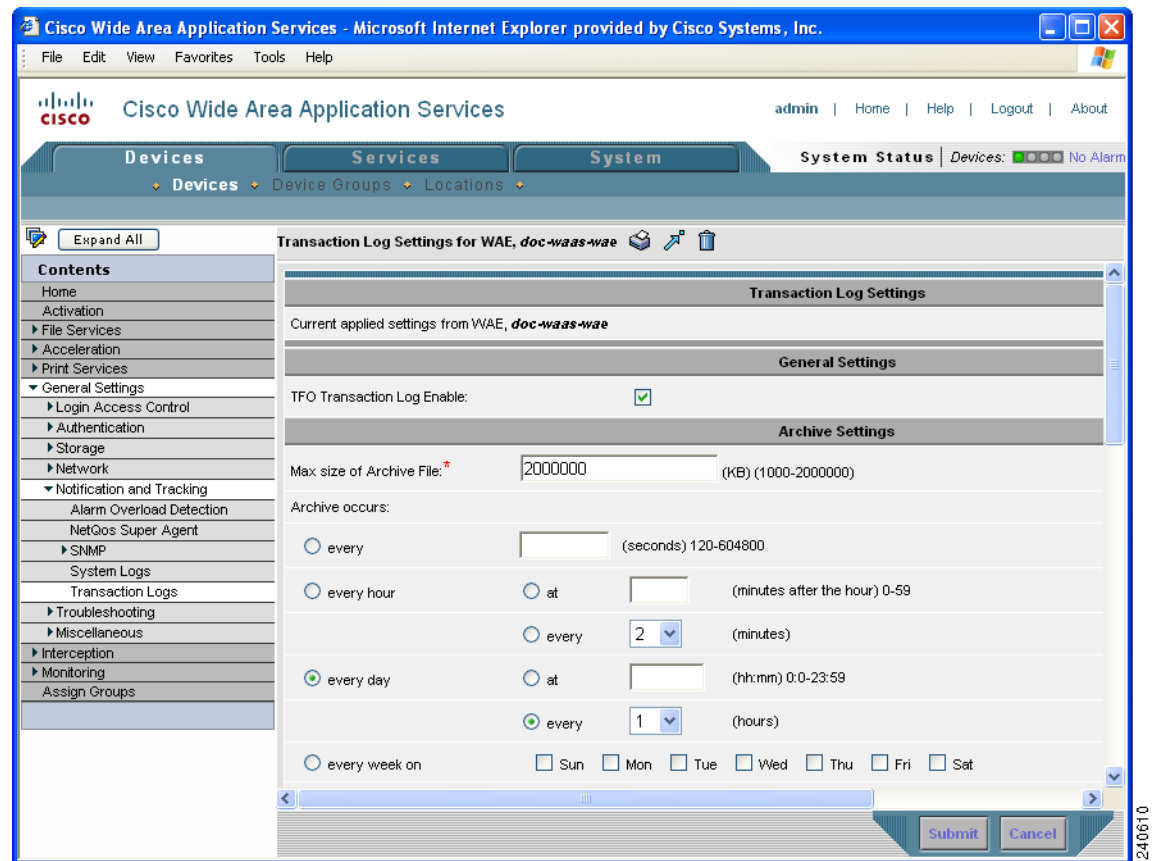 Cisco Wide Area Application Services - Microsoft Internet Explorer provided by Cisco Systems, Inc.
File Edit View Favorites Tools Help
cisco Cisco Wide Area Application Services admin | Home | Help | Logout | About
Devices Services System System Status Devices: No Alarm
Devices Device Groups Locations
Expand All
Transaction Log Settings for WAE, doc-waas-wae
Contents
Home
Activation
File Services
Acceleration
Print Services
General Settings
Login Access Control
Authentication
Storage
Network
Notification and Tracking
Alarm Overload Detection
NetQos Super Agent
SNMP
System Logs
Transaction Logs
Troubleshooting
Miscellaneous
Interception
Monitoring
Assign Groups
Transaction Log Settings
Current applied settings from WAE, doc-waas-wae
General Settings
TFO Transaction Log Enable:
Archive Settings
Max size of Archive File:* 2000000 (KB) (1000-2000000)
Archive occurs:
every (seconds) 120-604800
every hour at (minutes after the hour) 0-59
every 2 (minutes)
every day at (hh:mm) 0:0-23:59
every 1 (hours)
every week on Sun Mon Tue Wed Thu Fri Sat
Submit Cancel
240610